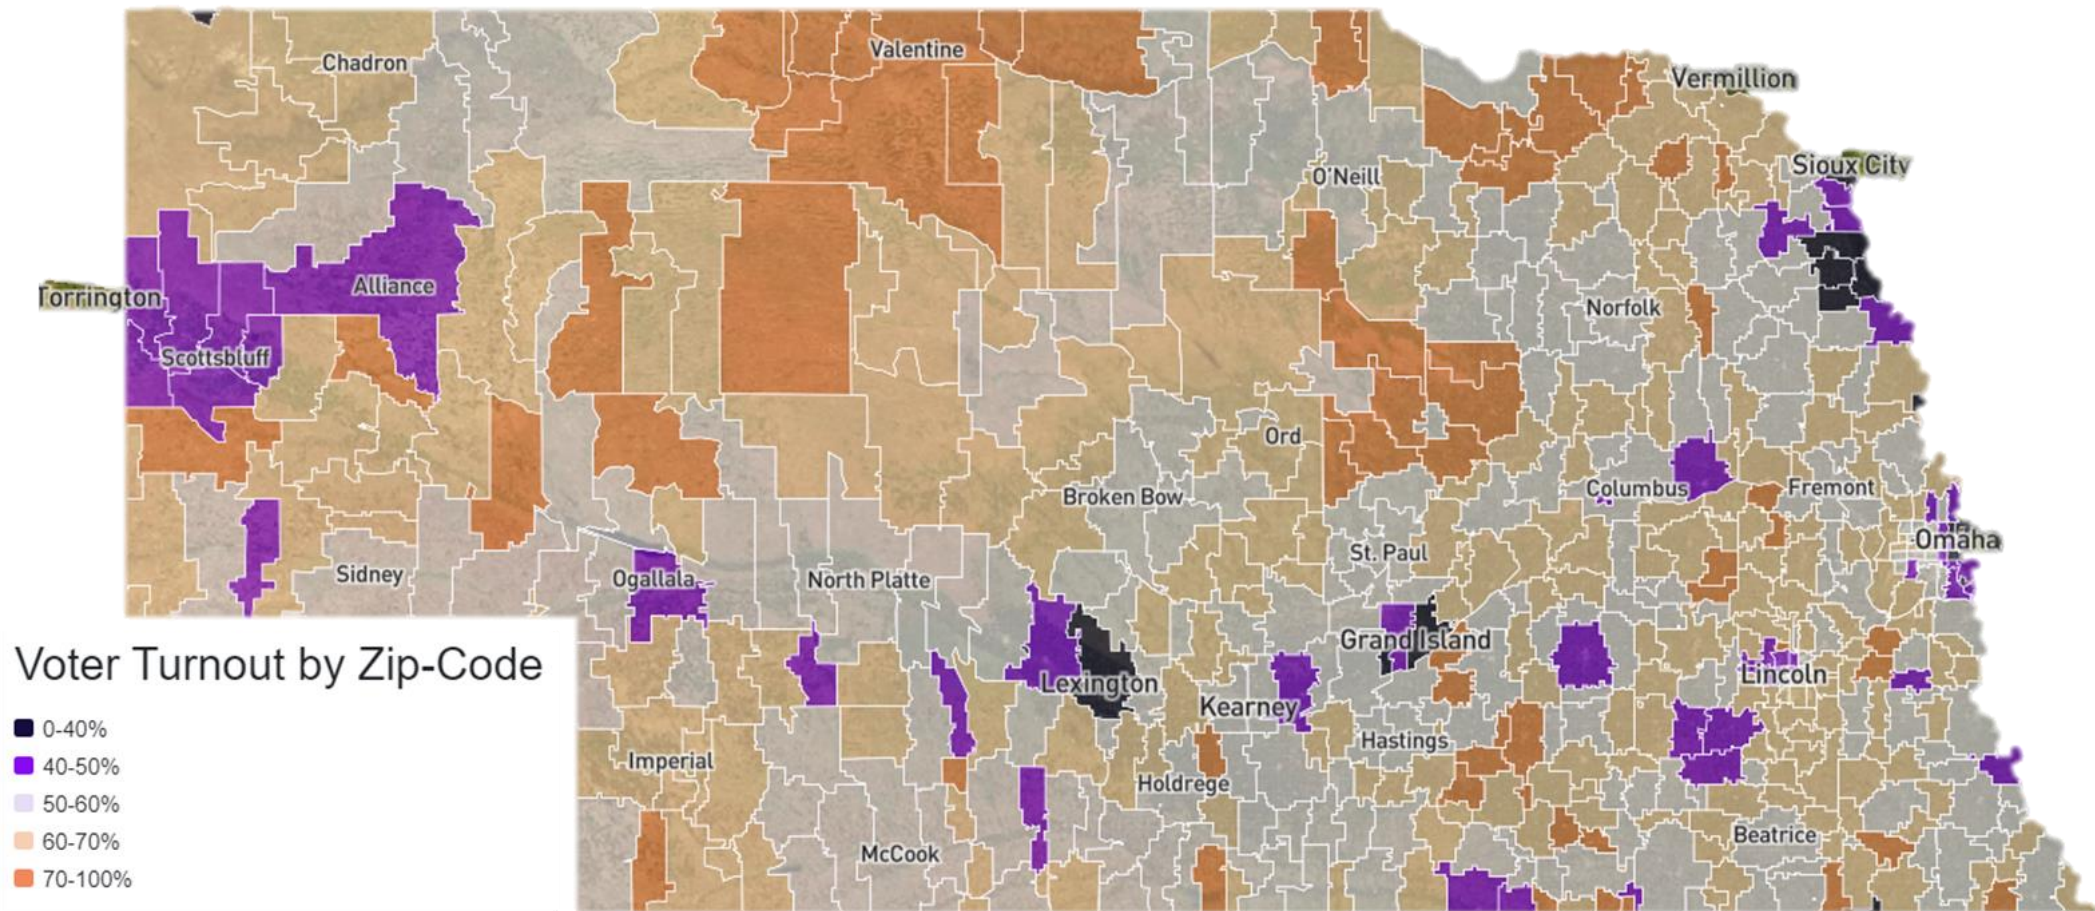 Chadron
Valentine
Vermillion
Sioux City
O'Neill
Alliance
Torrington
Norfolk
Scottsbluff
Ord
Columbus
Fremont
Broken Bow
Omaha
St. Paul
Sidney
Ogallala
North Platte
Grand Island
Lincoln
Lexington
Kearney
Hastings
Imperial
Holdrege
Beatrice
McCook
Voter Turnout by Zip-Code
0-40%
40-50%
50-60%
60-70%
70-100%